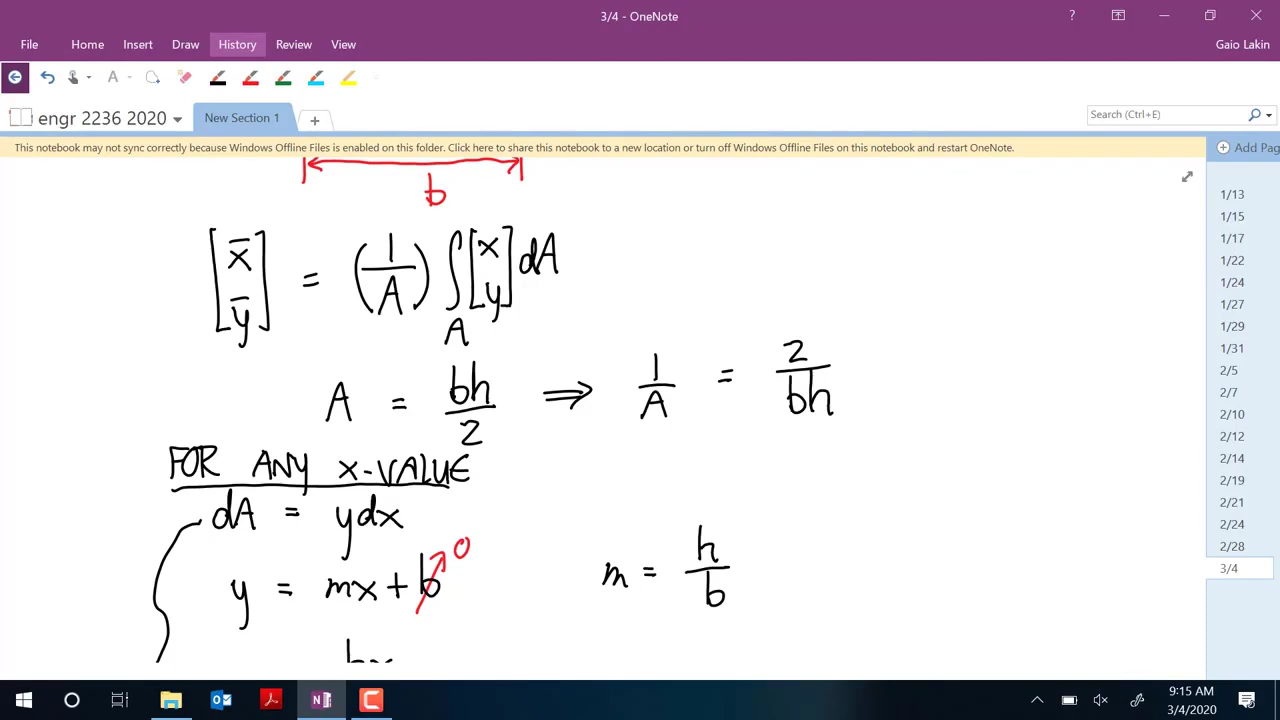 3/4 - OneNote
?
File Home Insert Draw History Review View
Gaio Lakin
engr 2236 2020
New Section 1
+
Search (Ctrl+E)
This notebook may not sync correctly because Windows Offline Files is enabled on this folder. Click here to share this notebook to a new location or turn off Windows Offline Files on this notebook and restart OneNote.
Add Pag
b
[x̄ ȳ] = (1/A) ∫_A [x y] dA
A = bh/2 ⟹ 1/A = 2/bh
FOR ANY X-VALUE
dA = ydx
y = mx + b 0
m = h/b
1/13
1/15
1/17
1/22
1/24
1/27
1/29
1/31
2/5
2/7
2/10
2/12
2/14
2/19
2/21
2/24
2/28
3/4
9:15 AM
3/4/2020